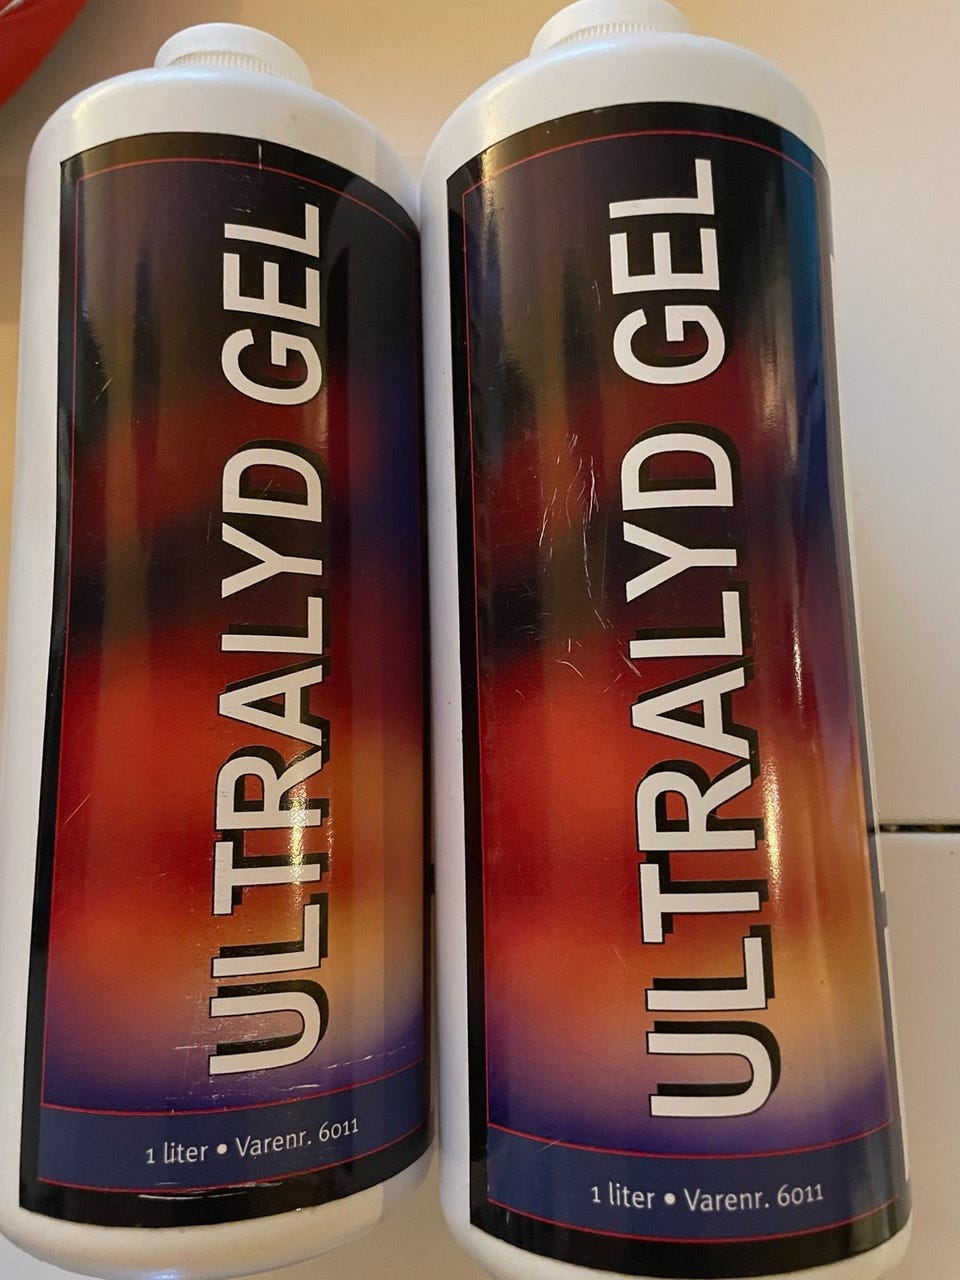 ULTRALYD GEL
1 liter • Varenr. 6011
ULTRALYD GEL
1 liter • Varenr. 6011